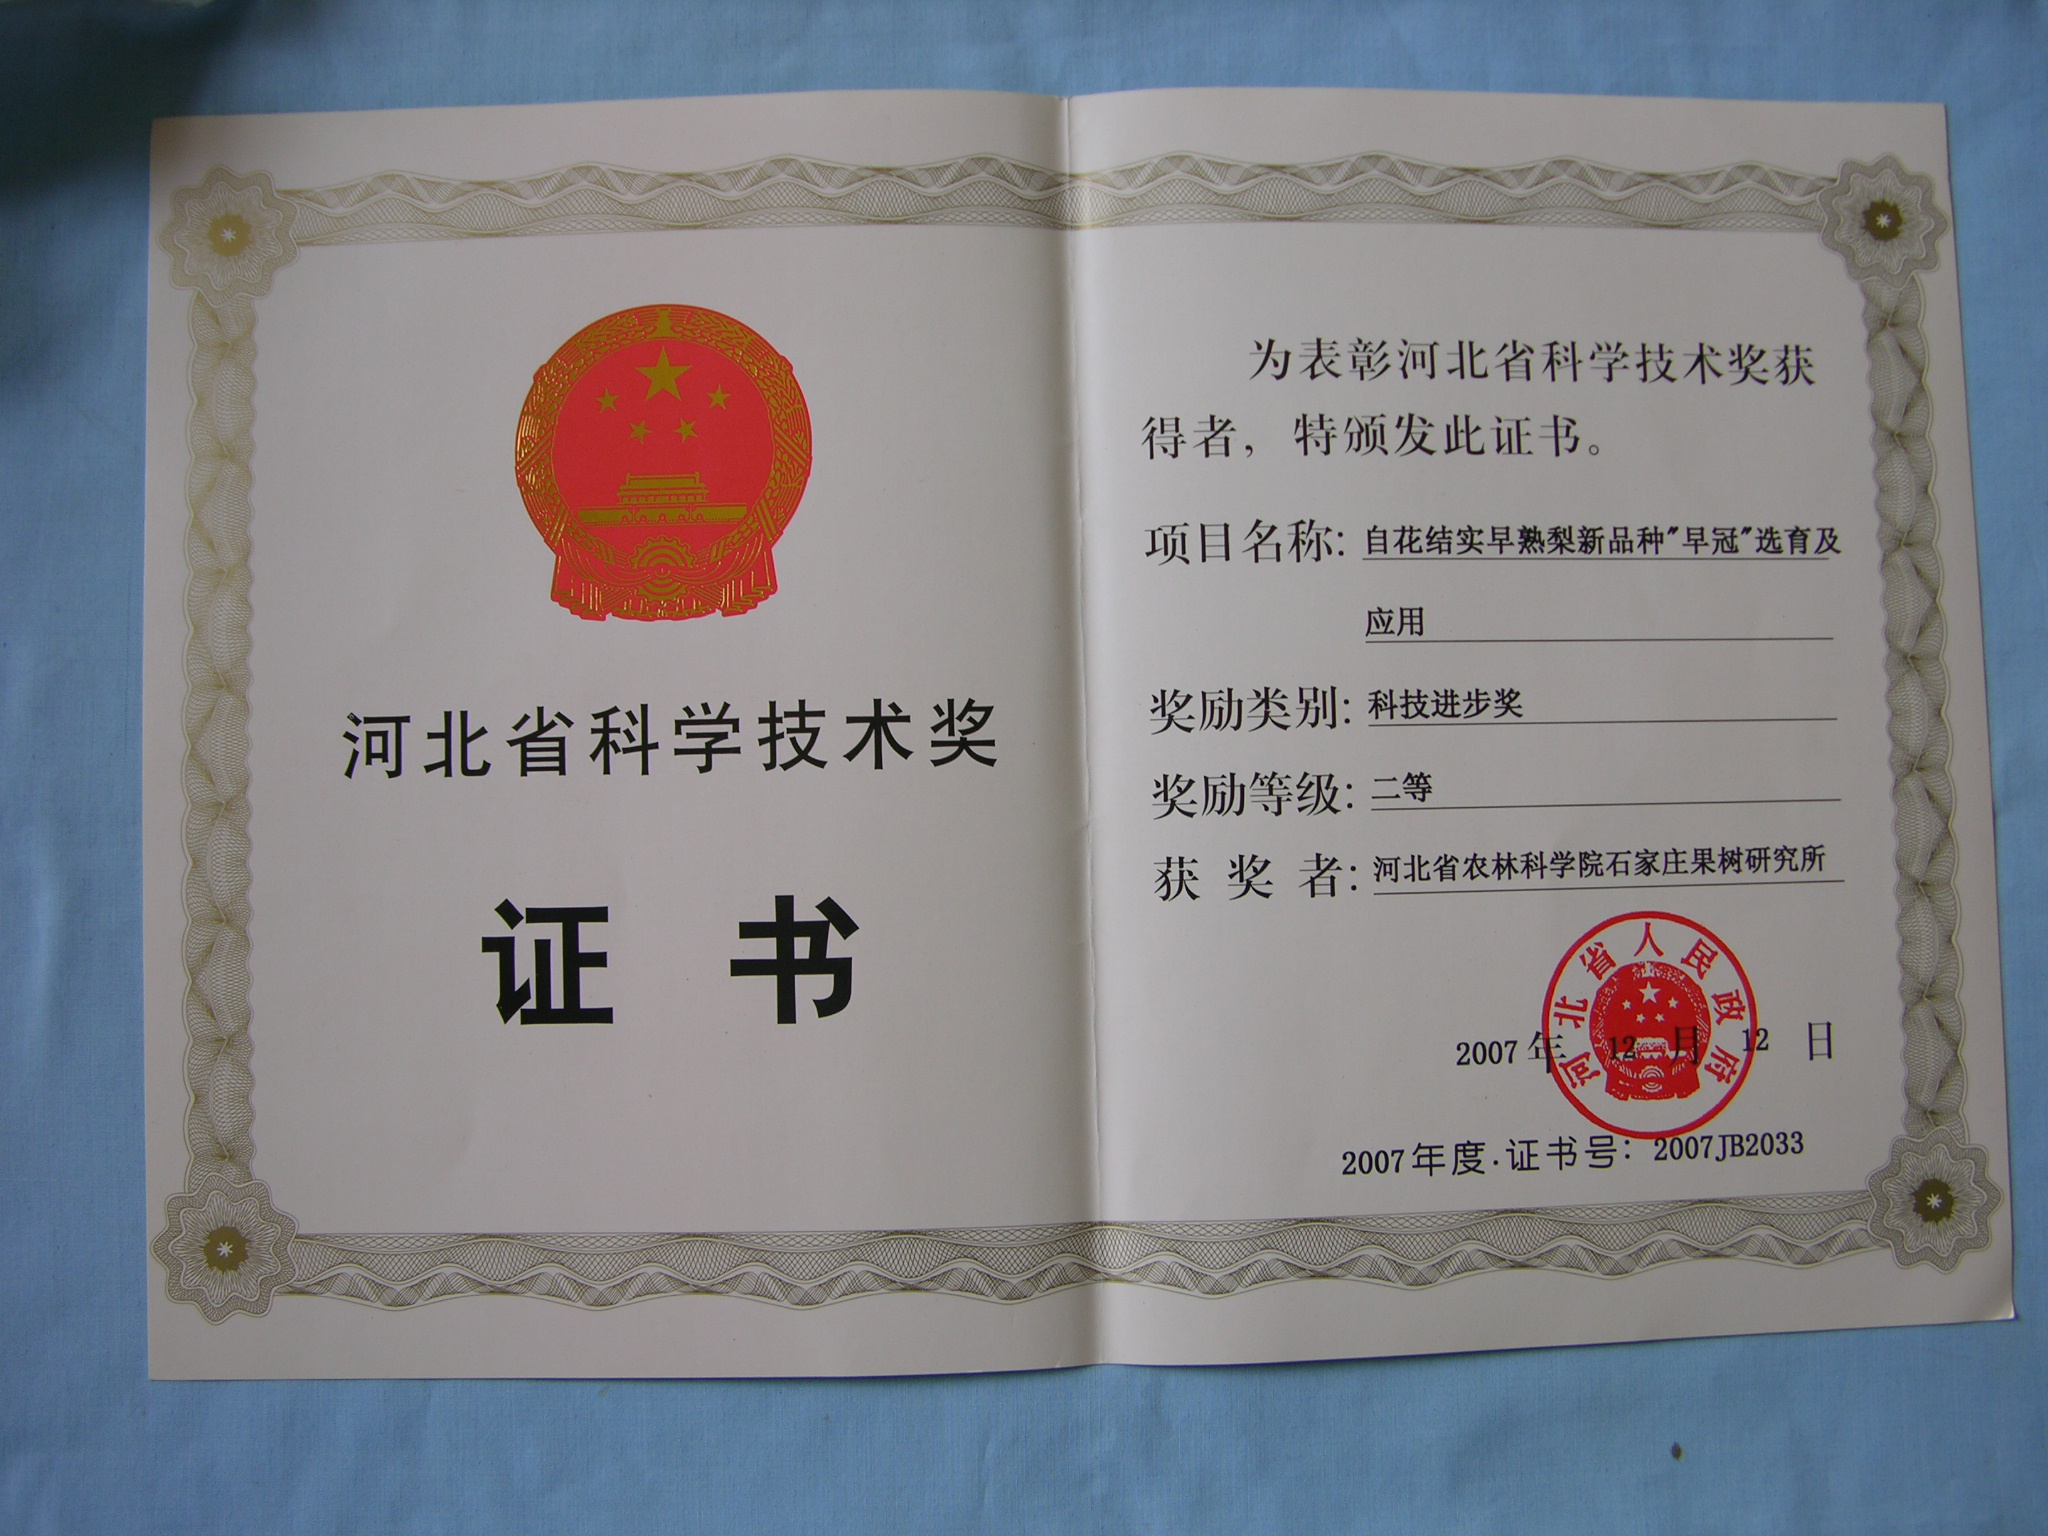 河北省科学技术奖
证书
为表彰河北省科学技术奖获
得者，特颁发此证书。
项目名称：自花结实早熟梨新品种"早冠"选育及
应用
奖励类别：科技进步奖
奖励等级：二等
获奖者：河北省农林科学院石家庄果树研究所
河北省人民政府
2007年12月12日
2007年度·证书号：2007JB2033